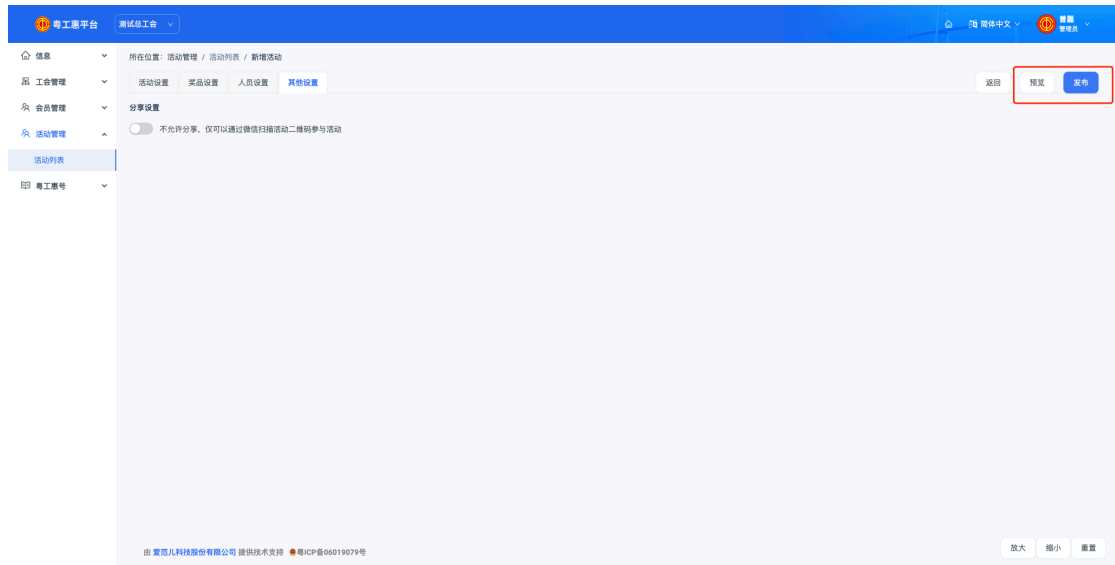 粤工惠平台 测试总工会 简体中文 曾磊
管理员
信息 所在位置：活动管理 / 活动列表 / 新增活动
工会管理 活动设置 奖品设置 人员设置 其他设置 返回 预览 发布
会员管理 分享设置
活动管理 不允许分享，仅可以通过微信扫描活动二维码参与活动
活动列表
粤工惠号
由 爱范儿科技股份有限公司 提供技术支持 粤ICP备06019079号 放大 缩小 重置